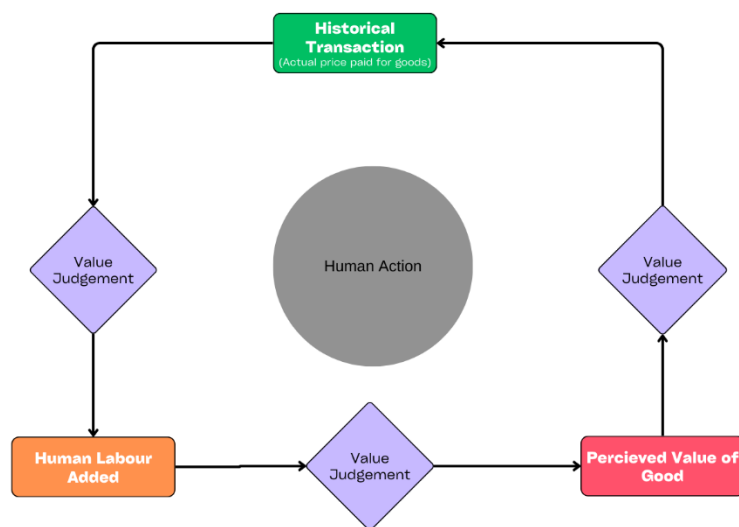 Historical
Transaction
(Actual price paid for goods)
Value
Judgement
Human Action
Value
Judgement
Human Labour
Added
Value
Judgement
Percieved Value of
Good